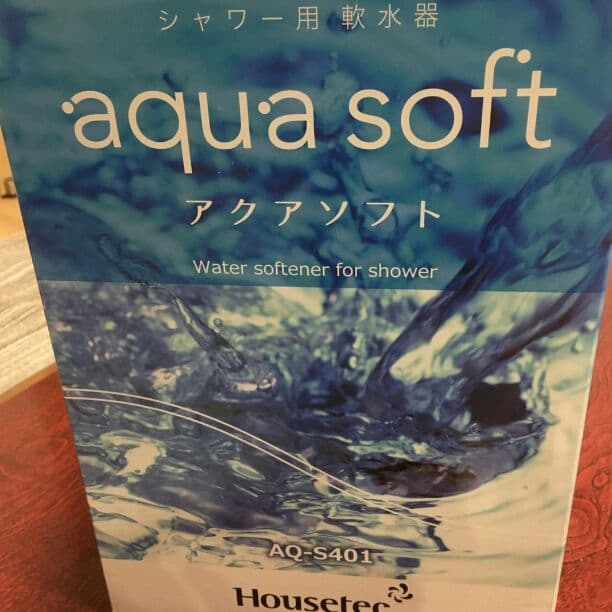 シャワー用 軟水器
aqua soft
アクアソフト
Water softener for shower
AQ-S401
Housetec